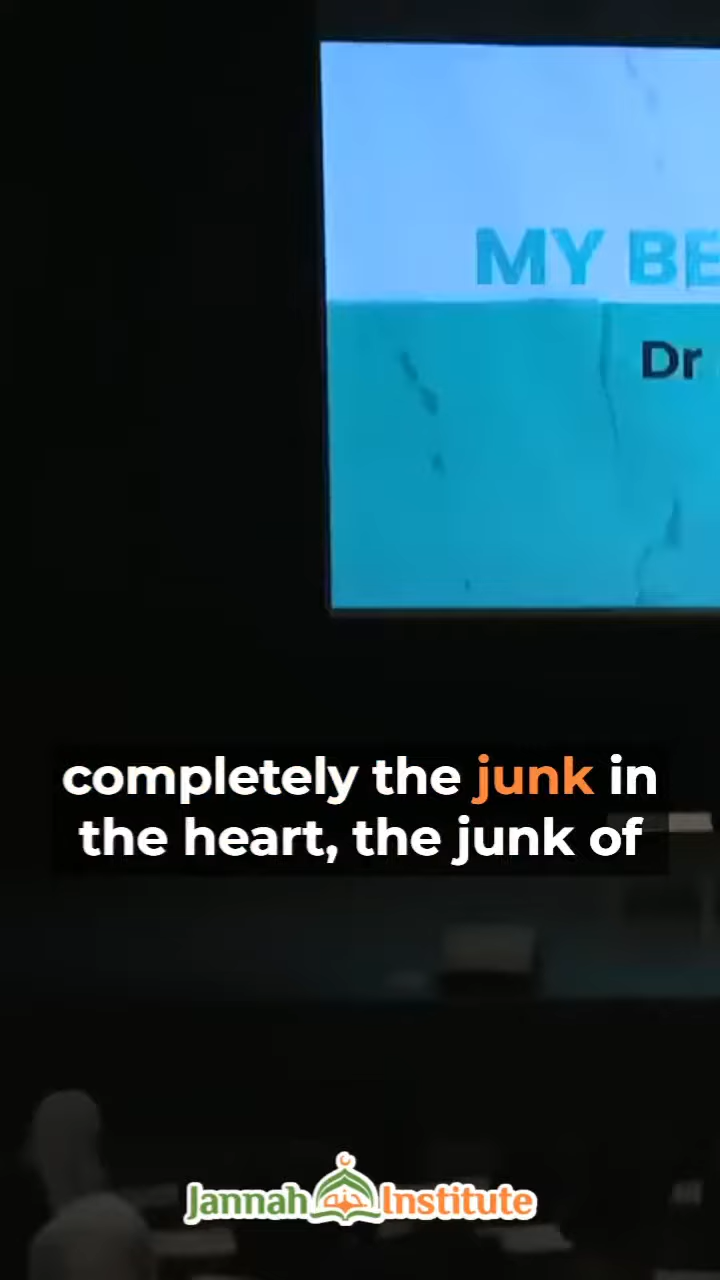 MY BE
Dr
completely the junk in
the heart, the junk of
Jannah Institute